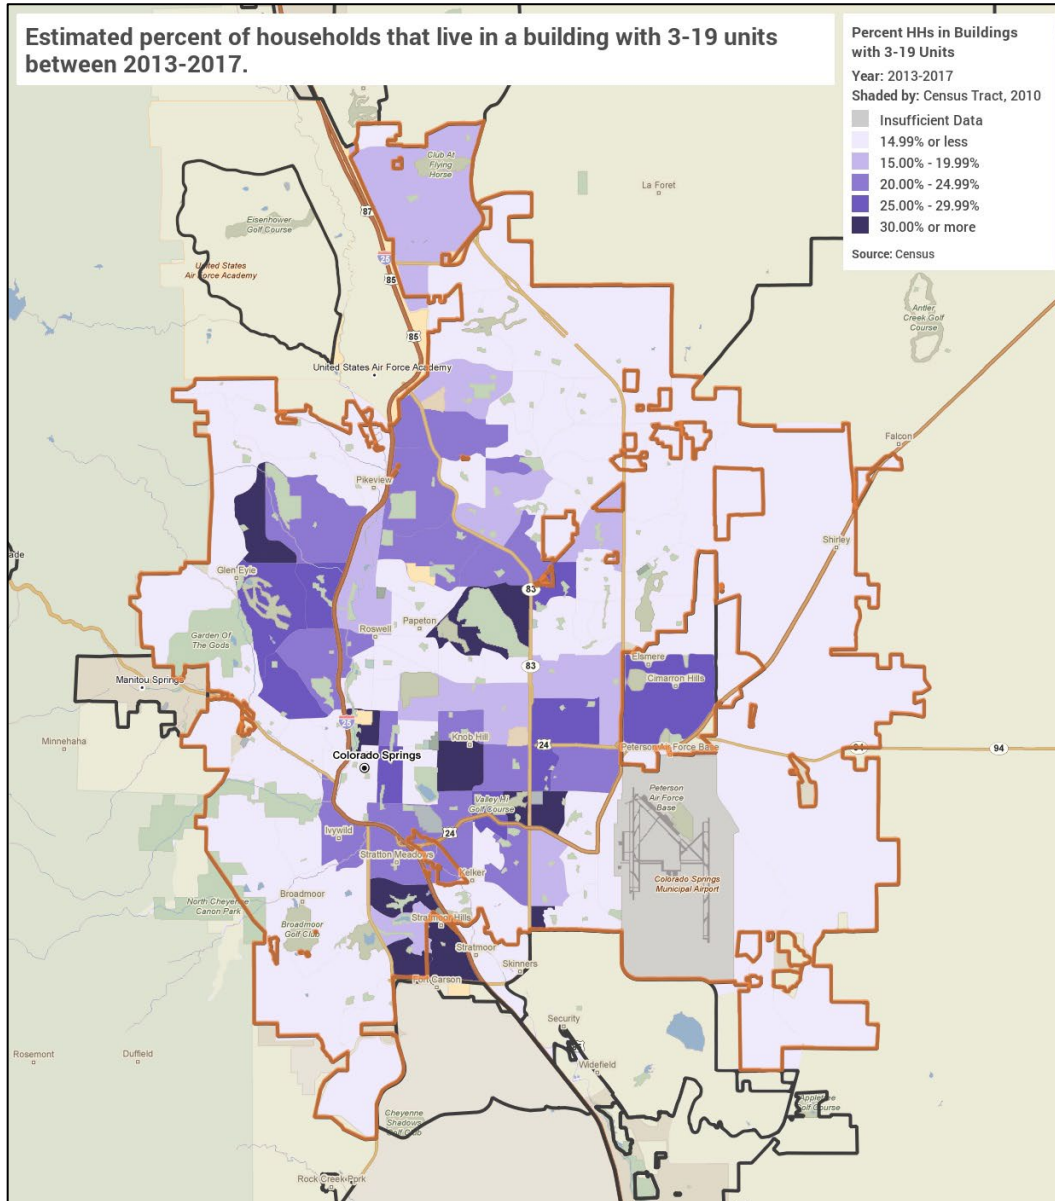 Estimated percent of households that live in a building with 3-19 units
between 2013-2017.
Percent HHs in Buildings
with 3-19 Units
Year: 2013-2017
Shaded by: Census Tract, 2010
Insufficient Data
14.99% or less
15.00% - 19.99%
20.00% - 24.99%
25.00% - 29.99%
30.00% or more
Source: Census
Club At
Flying
Horse
La Foret
87
Eisenhower
Golf Course
United States
Air Force Academy
25
85
Antler
Creek Golf
Course
85
United States Air Force Academy
Falcon
Pikeview
Shirley
Glen Eyie
83
Roswell
Papeton
Garden Of
The Gods
83
Elsmere
Cimarron Hills
Manitou Springs
25
Minnehaha
Knob Hill
24
94
Colorado Springs
Peterson
Air Force
Base
Valley Hi
Golf Course
24
Ivywild
Stratton Meadows
Kelker
Colorado Springs
Municipal Airport
North Cheyenne
Canon Park
Broadmoor
Broadmoor
Golf Club
Stratmoor Hills
Stratmoor
Skinners
Fort Carson
Security
Rosemont
Duffield
Widefield
Cheyenne
Shadows
Golf Club
Appletree
Golf Course
Rock Creek Park